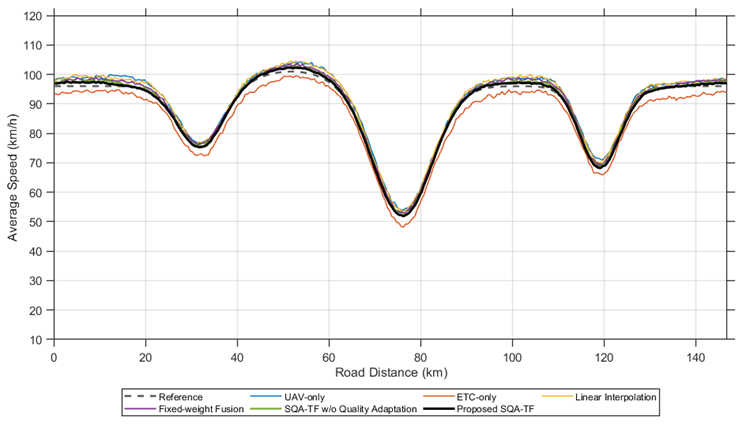 120
110
100
90
80
70
60
50
40
30
20
10
Average Speed (km/h)
0 20 40 60 80 100 120 140
Road Distance (km)
Reference UAV-only ETC-only Linear Interpolation
Fixed-weight Fusion SQA-TF w/o Quality Adaptation Proposed SQA-TF